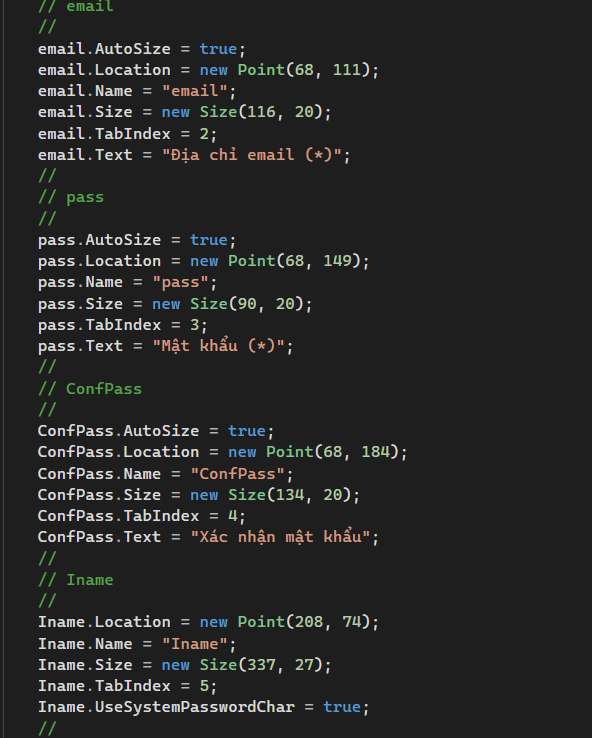 // email
//
email.AutoSize = true;
email.Location = new Point(68, 111);
email.Name = "email";
email.Size = new Size(116, 20);
email.TabIndex = 2;
email.Text = "Địa chỉ email (*)";
//
// pass
//
pass.AutoSize = true;
pass.Location = new Point(68, 149);
pass.Name = "pass";
pass.Size = new Size(90, 20);
pass.TabIndex = 3;
pass.Text = "Mật khẩu (*)";
//
// ConfPass
//
ConfPass.AutoSize = true;
ConfPass.Location = new Point(68, 184);
ConfPass.Name = "ConfPass";
ConfPass.Size = new Size(134, 20);
ConfPass.TabIndex = 4;
ConfPass.Text = "Xác nhận mật khẩu";
//
// Iname
//
Iname.Location = new Point(208, 74);
Iname.Name = "Iname";
Iname.Size = new Size(337, 27);
Iname.TabIndex = 5;
Iname.UseSystemPasswordChar = true;
//